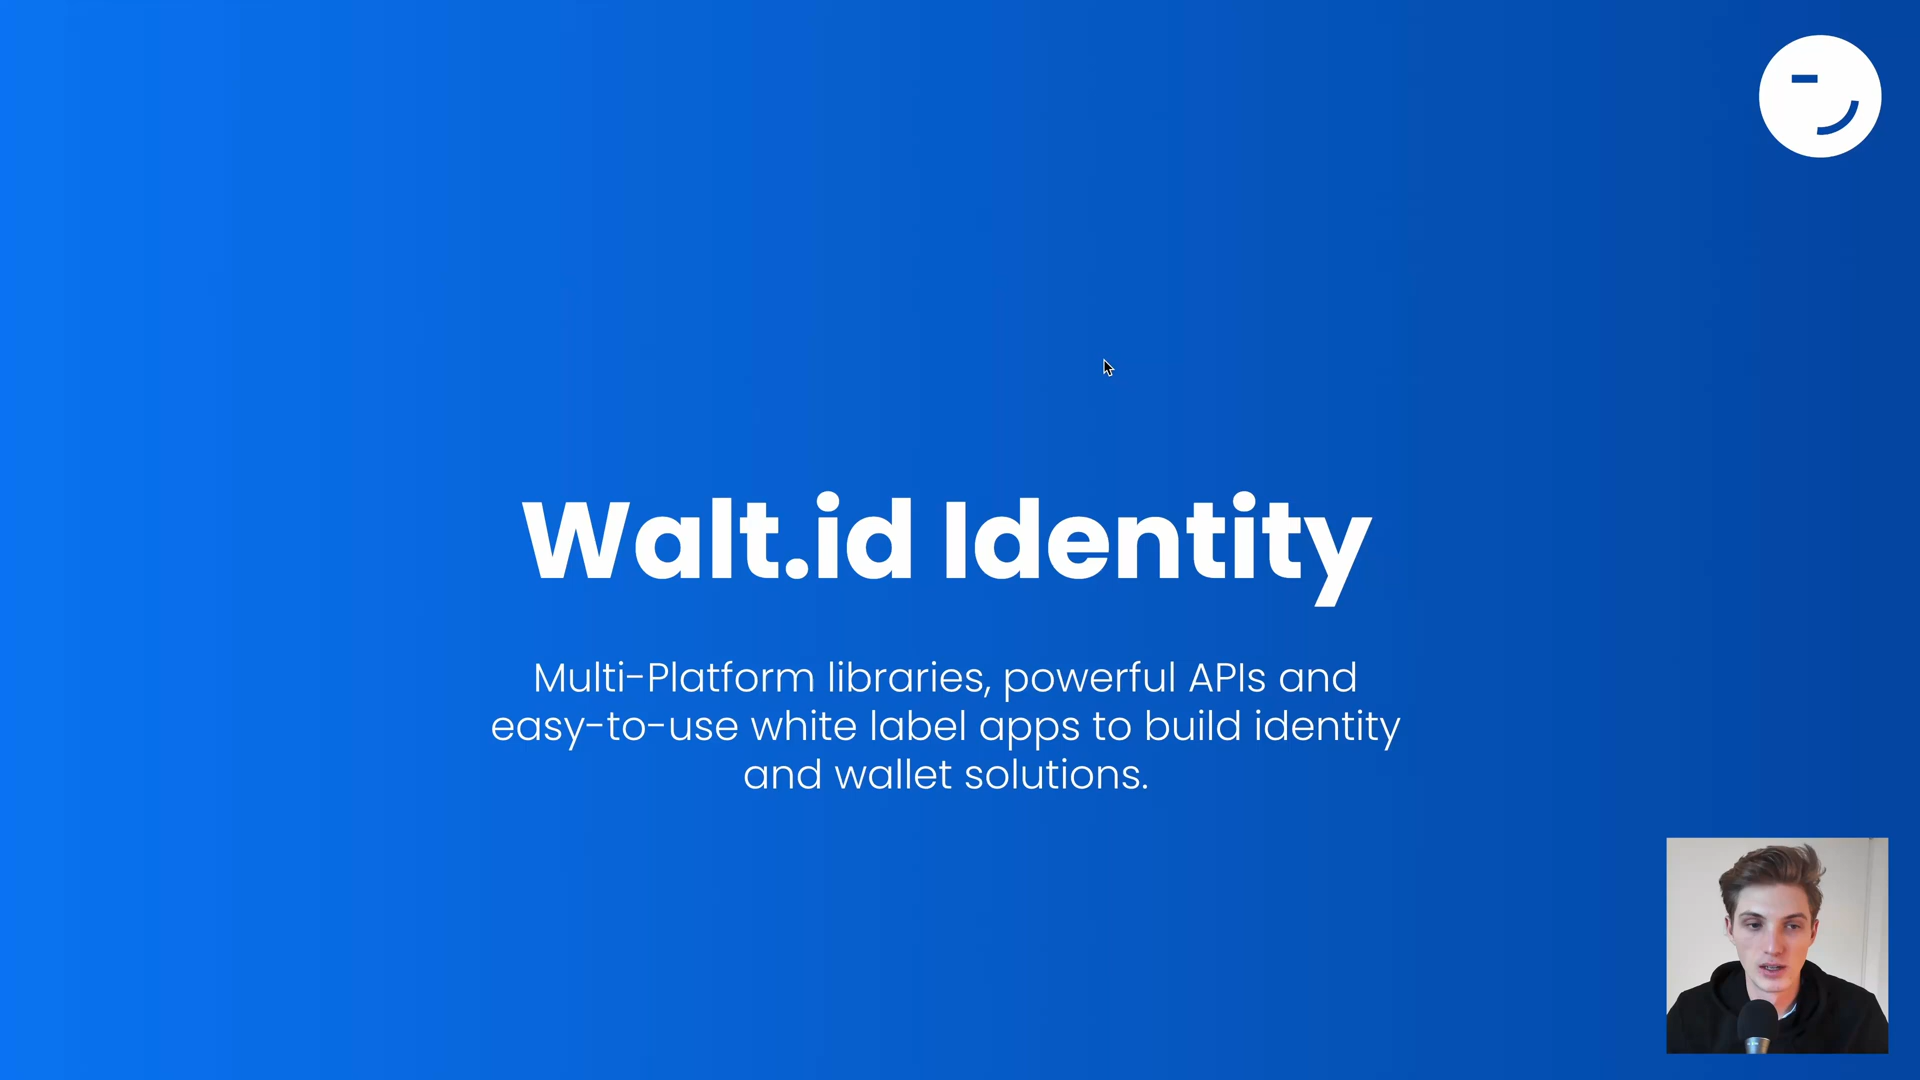 Walt.id Identity
Multi-Platform libraries, powerful APIs and
easy-to-use white label apps to build identity
and wallet solutions.